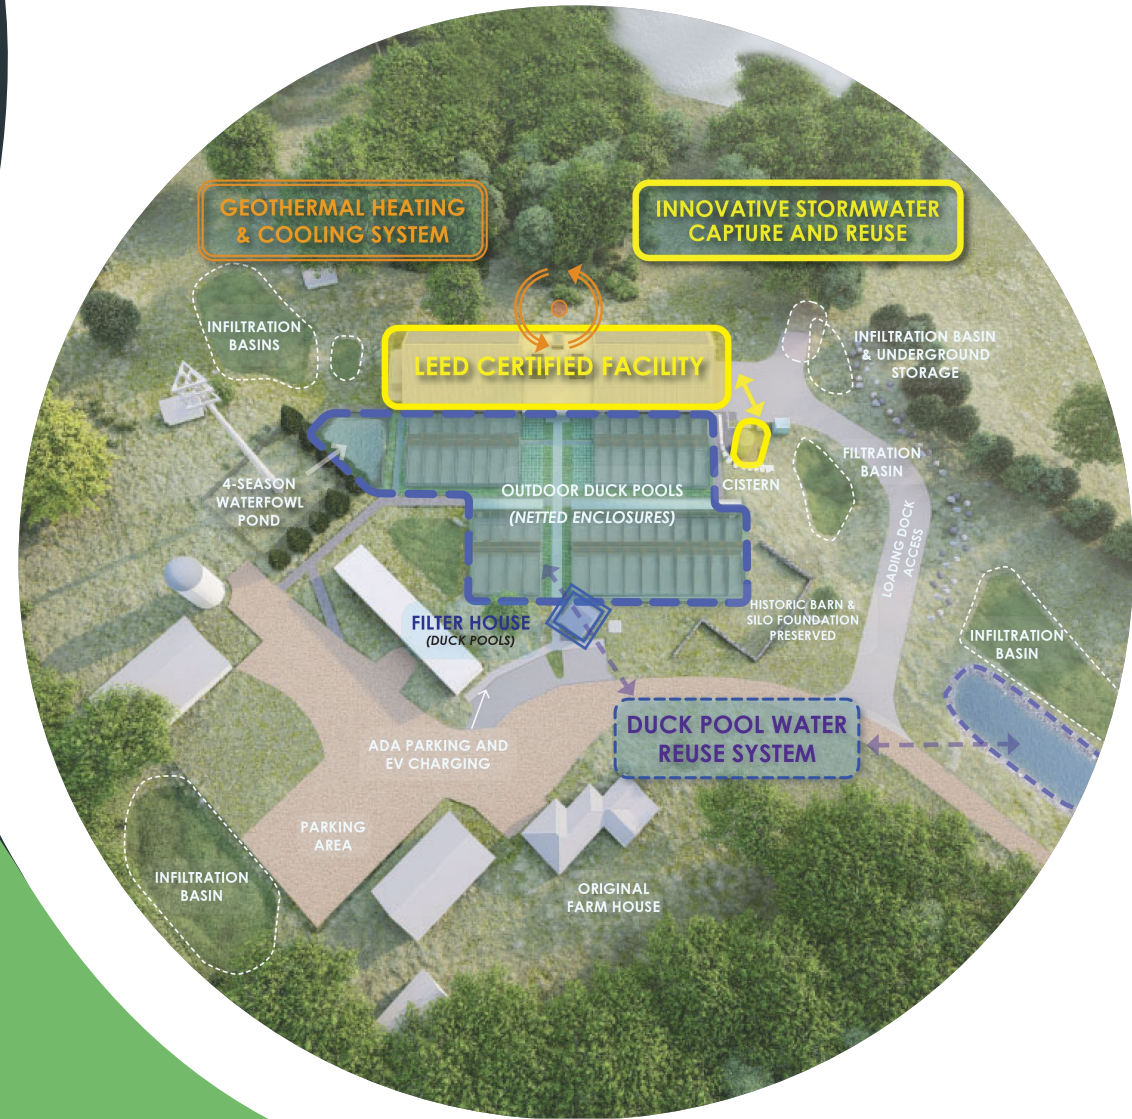 GEOTHERMAL HEATING
& COOLING SYSTEM
INNOVATIVE STORMWATER
CAPTURE AND REUSE
INFILTRATION
BASINS
LEED CERTIFIED FACILITY
INFILTRATION BASIN
& UNDERGROUND
STORAGE
4-SEASON
WATERFOWL
POND
OUTDOOR DUCK POOLS
(NETTED ENCLOSURES)
CISTERN
FILTRATION
BASIN
LOADING DOCK
ACCESS
FILTER HOUSE
(DUCK POOLS)
HISTORIC BARN &
SILO FOUNDATION
PRESERVED
INFILTRATION
BASIN
DUCK POOL WATER
REUSE SYSTEM
ADA PARKING AND
EV CHARGING
PARKING
AREA
INFILTRATION
BASIN
ORIGINAL
FARM HOUSE